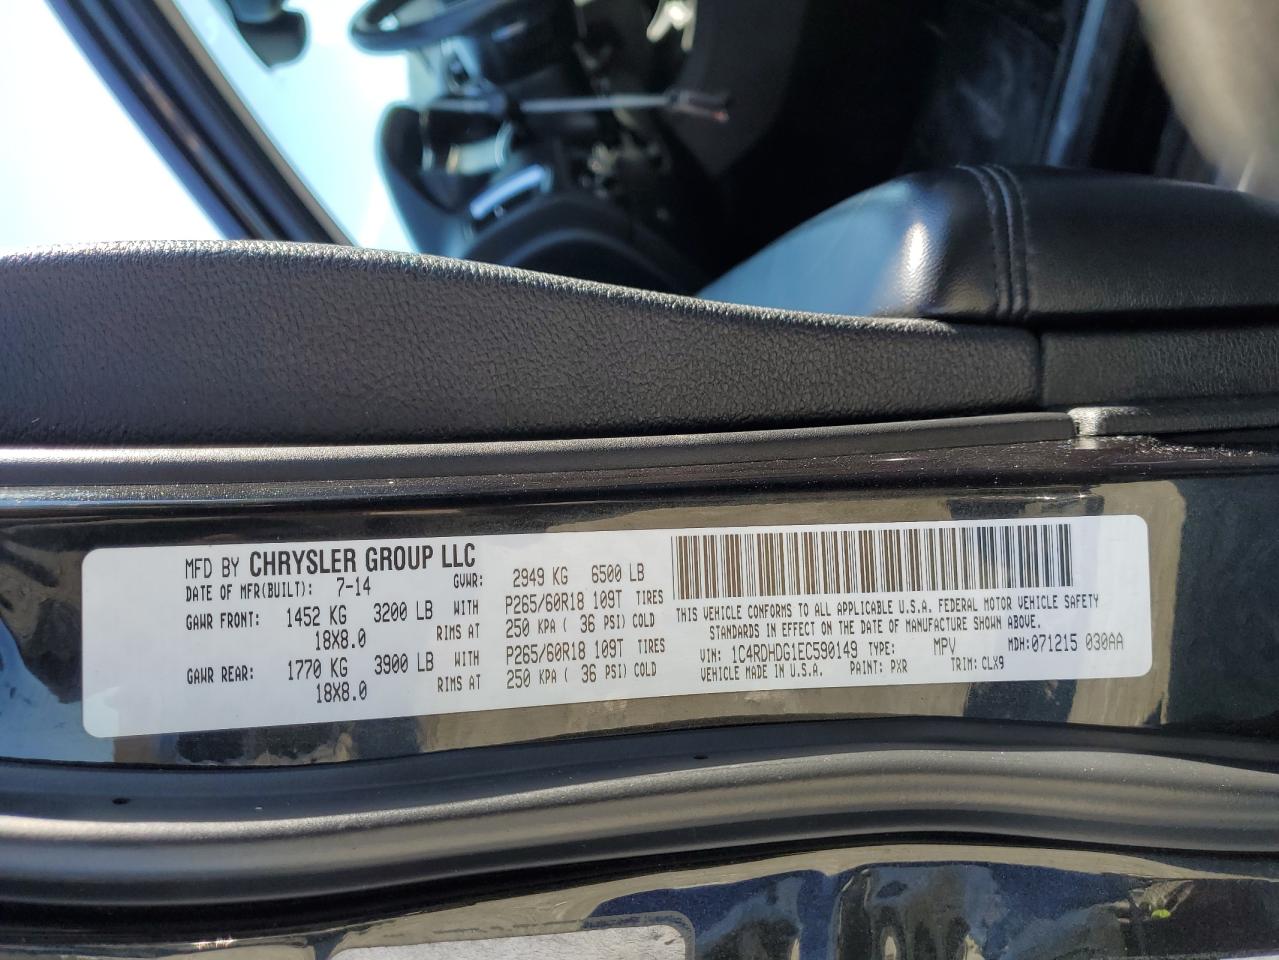 MFD BY CHRYSLER GROUP LLC
DATE OF MFR(BUILT): 7-14 GVWR: 2949 KG 6500 LB
GAWR FRONT: 1452 KG 3200 LB WITH P265/60R18 109T TIRES
18X8.0 RIMS AT 250 KPA ( 36 PSI) COLD
GAWR REAR: 1770 KG 3900 LB WITH P265/60R18 109T TIRES
18X8.0 RIMS AT 250 KPA ( 36 PSI) COLD
THIS VEHICLE CONFORMS TO ALL APPLICABLE U.S.A. FEDERAL MOTOR VEHICLE SAFETY
STANDARDS IN EFFECT ON THE DATE OF MANUFACTURE SHOWN ABOVE.
VIN: 1C4RDHDG1EC590149 TYPE: MPV MDH:071215 030AA
VEHICLE MADE IN U.S.A. PAINT: PXR TRIM: CLX9